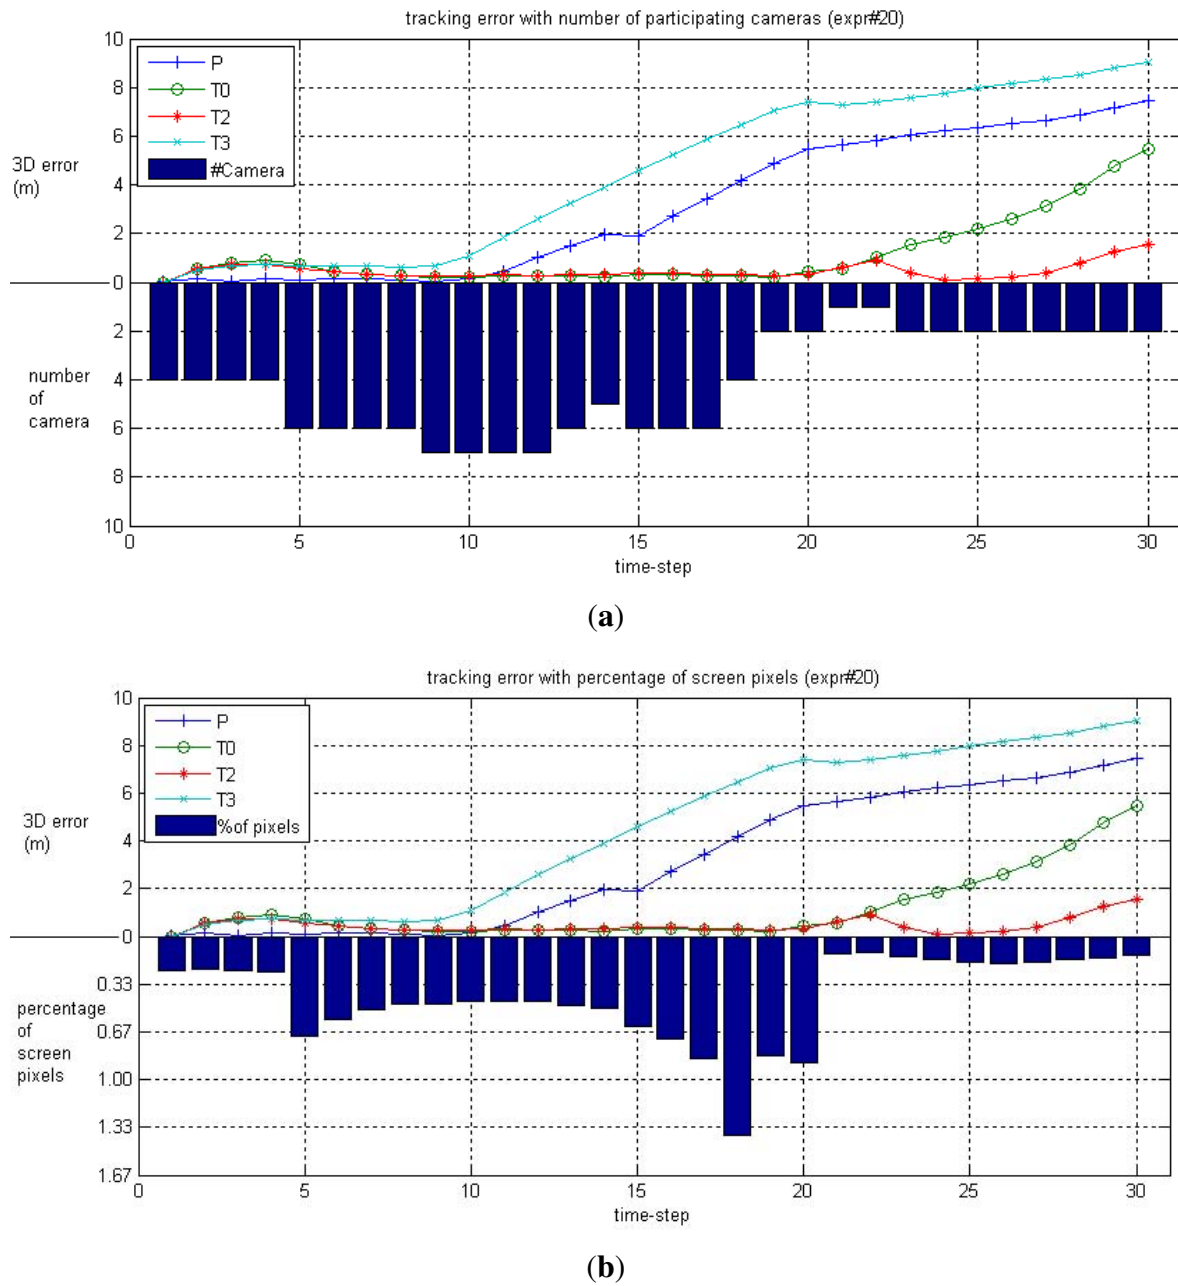 tracking error with number of participating cameras (expr#20)
10
P
T0
T2
T3
#Camera
8
6
3D error
(m)
4
2
0
2
number
of
camera
4
6
8
10
0
5
10
15
20
25
30
time-step
(a)
tracking error with percentage of screen pixels (expr#20)
10
P
T0
T2
T3
%of pixels
8
6
3D error
(m)
4
2
0
0.33
percentage
of
screen
pixels
0.67
1.00
1.33
1.67
0
5
10
15
20
25
30
time-step
(b)